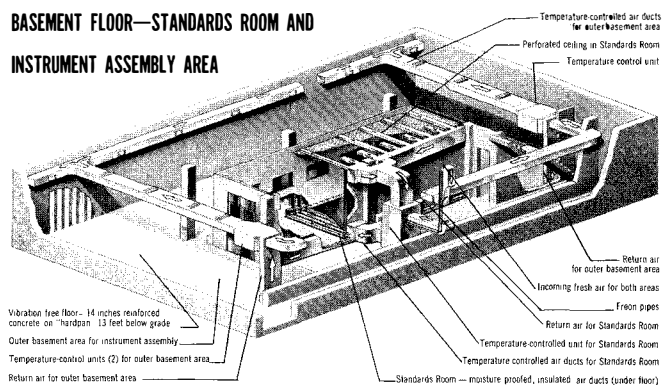 BASEMENT FLOOR—STANDARDS ROOM AND
INSTRUMENT ASSEMBLY AREA
Temperature-controlled air ducts
for outer basement area
Perforated ceiling in Standards Room
Temperature control unit
Return air
for outer basement area
Incoming fresh air for both areas
Freon pipes
Return air for Standards Room
Temperature-controlled unit for Standards Room
Temperature controlled air ducts for Standards Room
Standards Room — moisture proofed, insulated air ducts (under floor)
Vibration free floor— 14 inches reinforced
concrete on "hardpan 13 feet below grade
Outer basement area for instrument assembly
Temperature-control units (2) for outer basement area
Return air for outer basement area